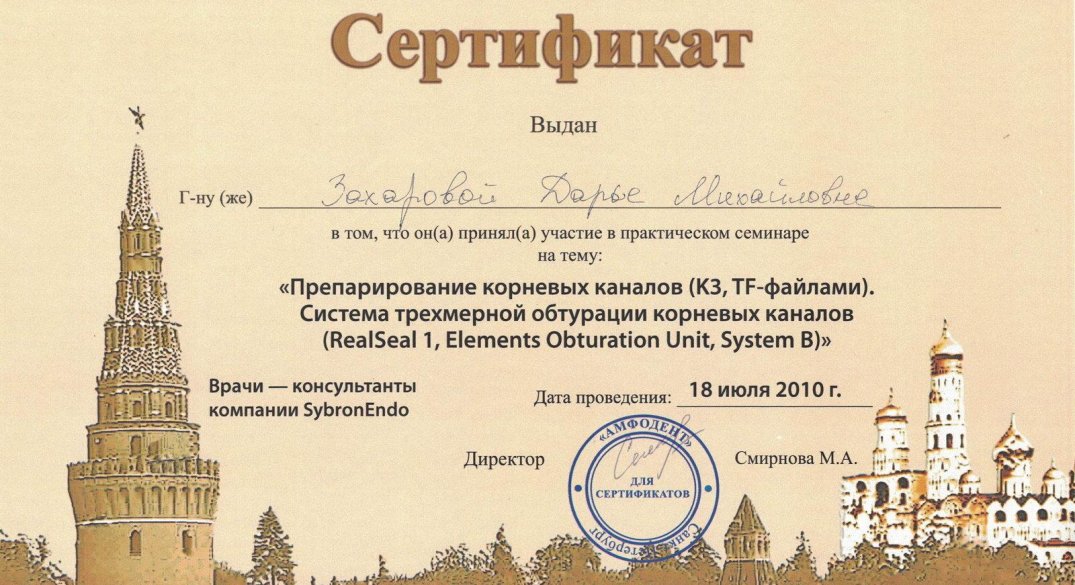 Сертификат
Выдан
Г-ну (же) Захаровой Дарье Михайловне
в том, что он(а) принял(а) участие в практическом семинаре
на тему:
«Препарирование корневых каналов (К3, TF-файлами).
Система трехмерной обтурации корневых каналов
(RealSeal 1, Elements Obturation Unit, System B)»
Врачи — консультанты
компании SybronEndo
Дата проведения: 18 июля 2010 г.
«АМФОДЕНТ»
ДЛЯ
СЕРТИФИКАТОВ
Санкт-Петербург
Директор
Смирнова М.А.